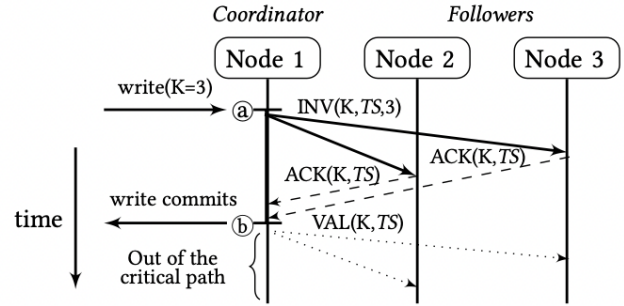 Coordinator
Followers
Node 1
Node 2
Node 3
write(K=3)
ⓐ
INV(K,TS,3)
ACK(K,TS)
ACK(K,TS)
write commits
ⓑ
VAL(K,TS)
time
Out of the
critical path